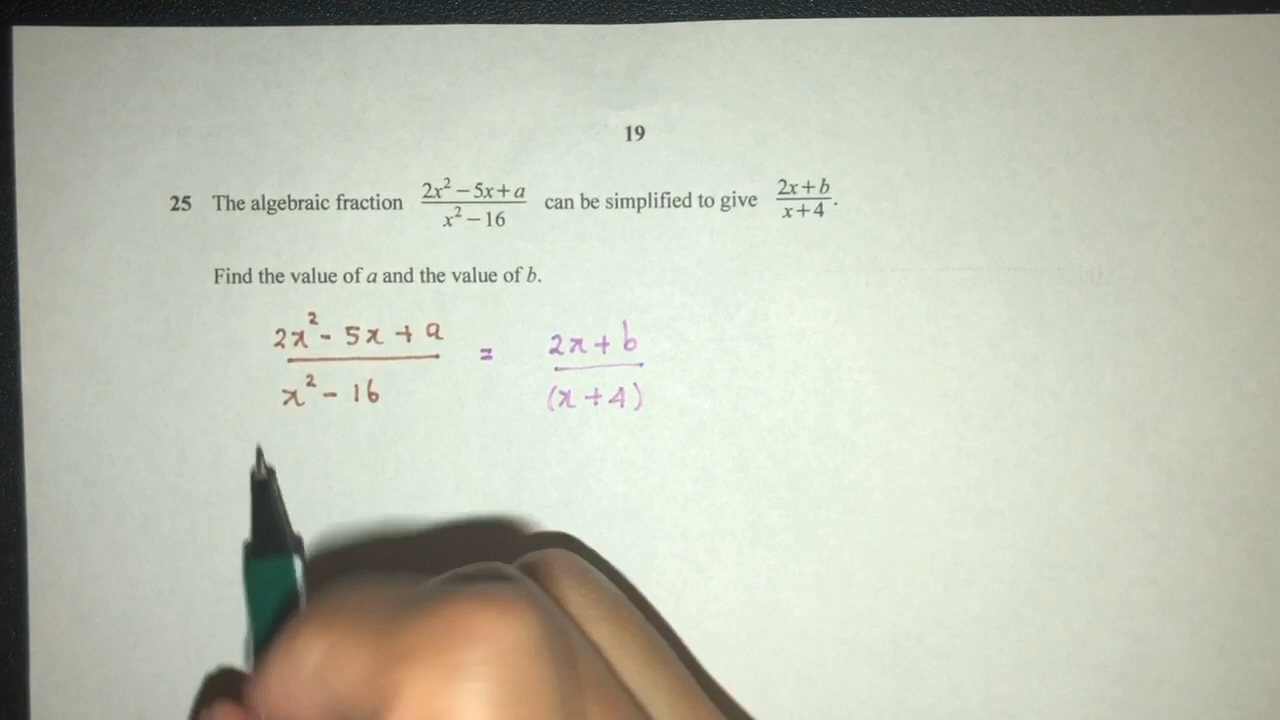 19
25 The algebraic fraction (2x² − 5x + a)/(x² − 16) can be simplified to give (2x + b)/(x + 4).
Find the value of a and the value of b.
(2x² - 5x + a)/(x² - 16) = (2x + b)/((x + 4))